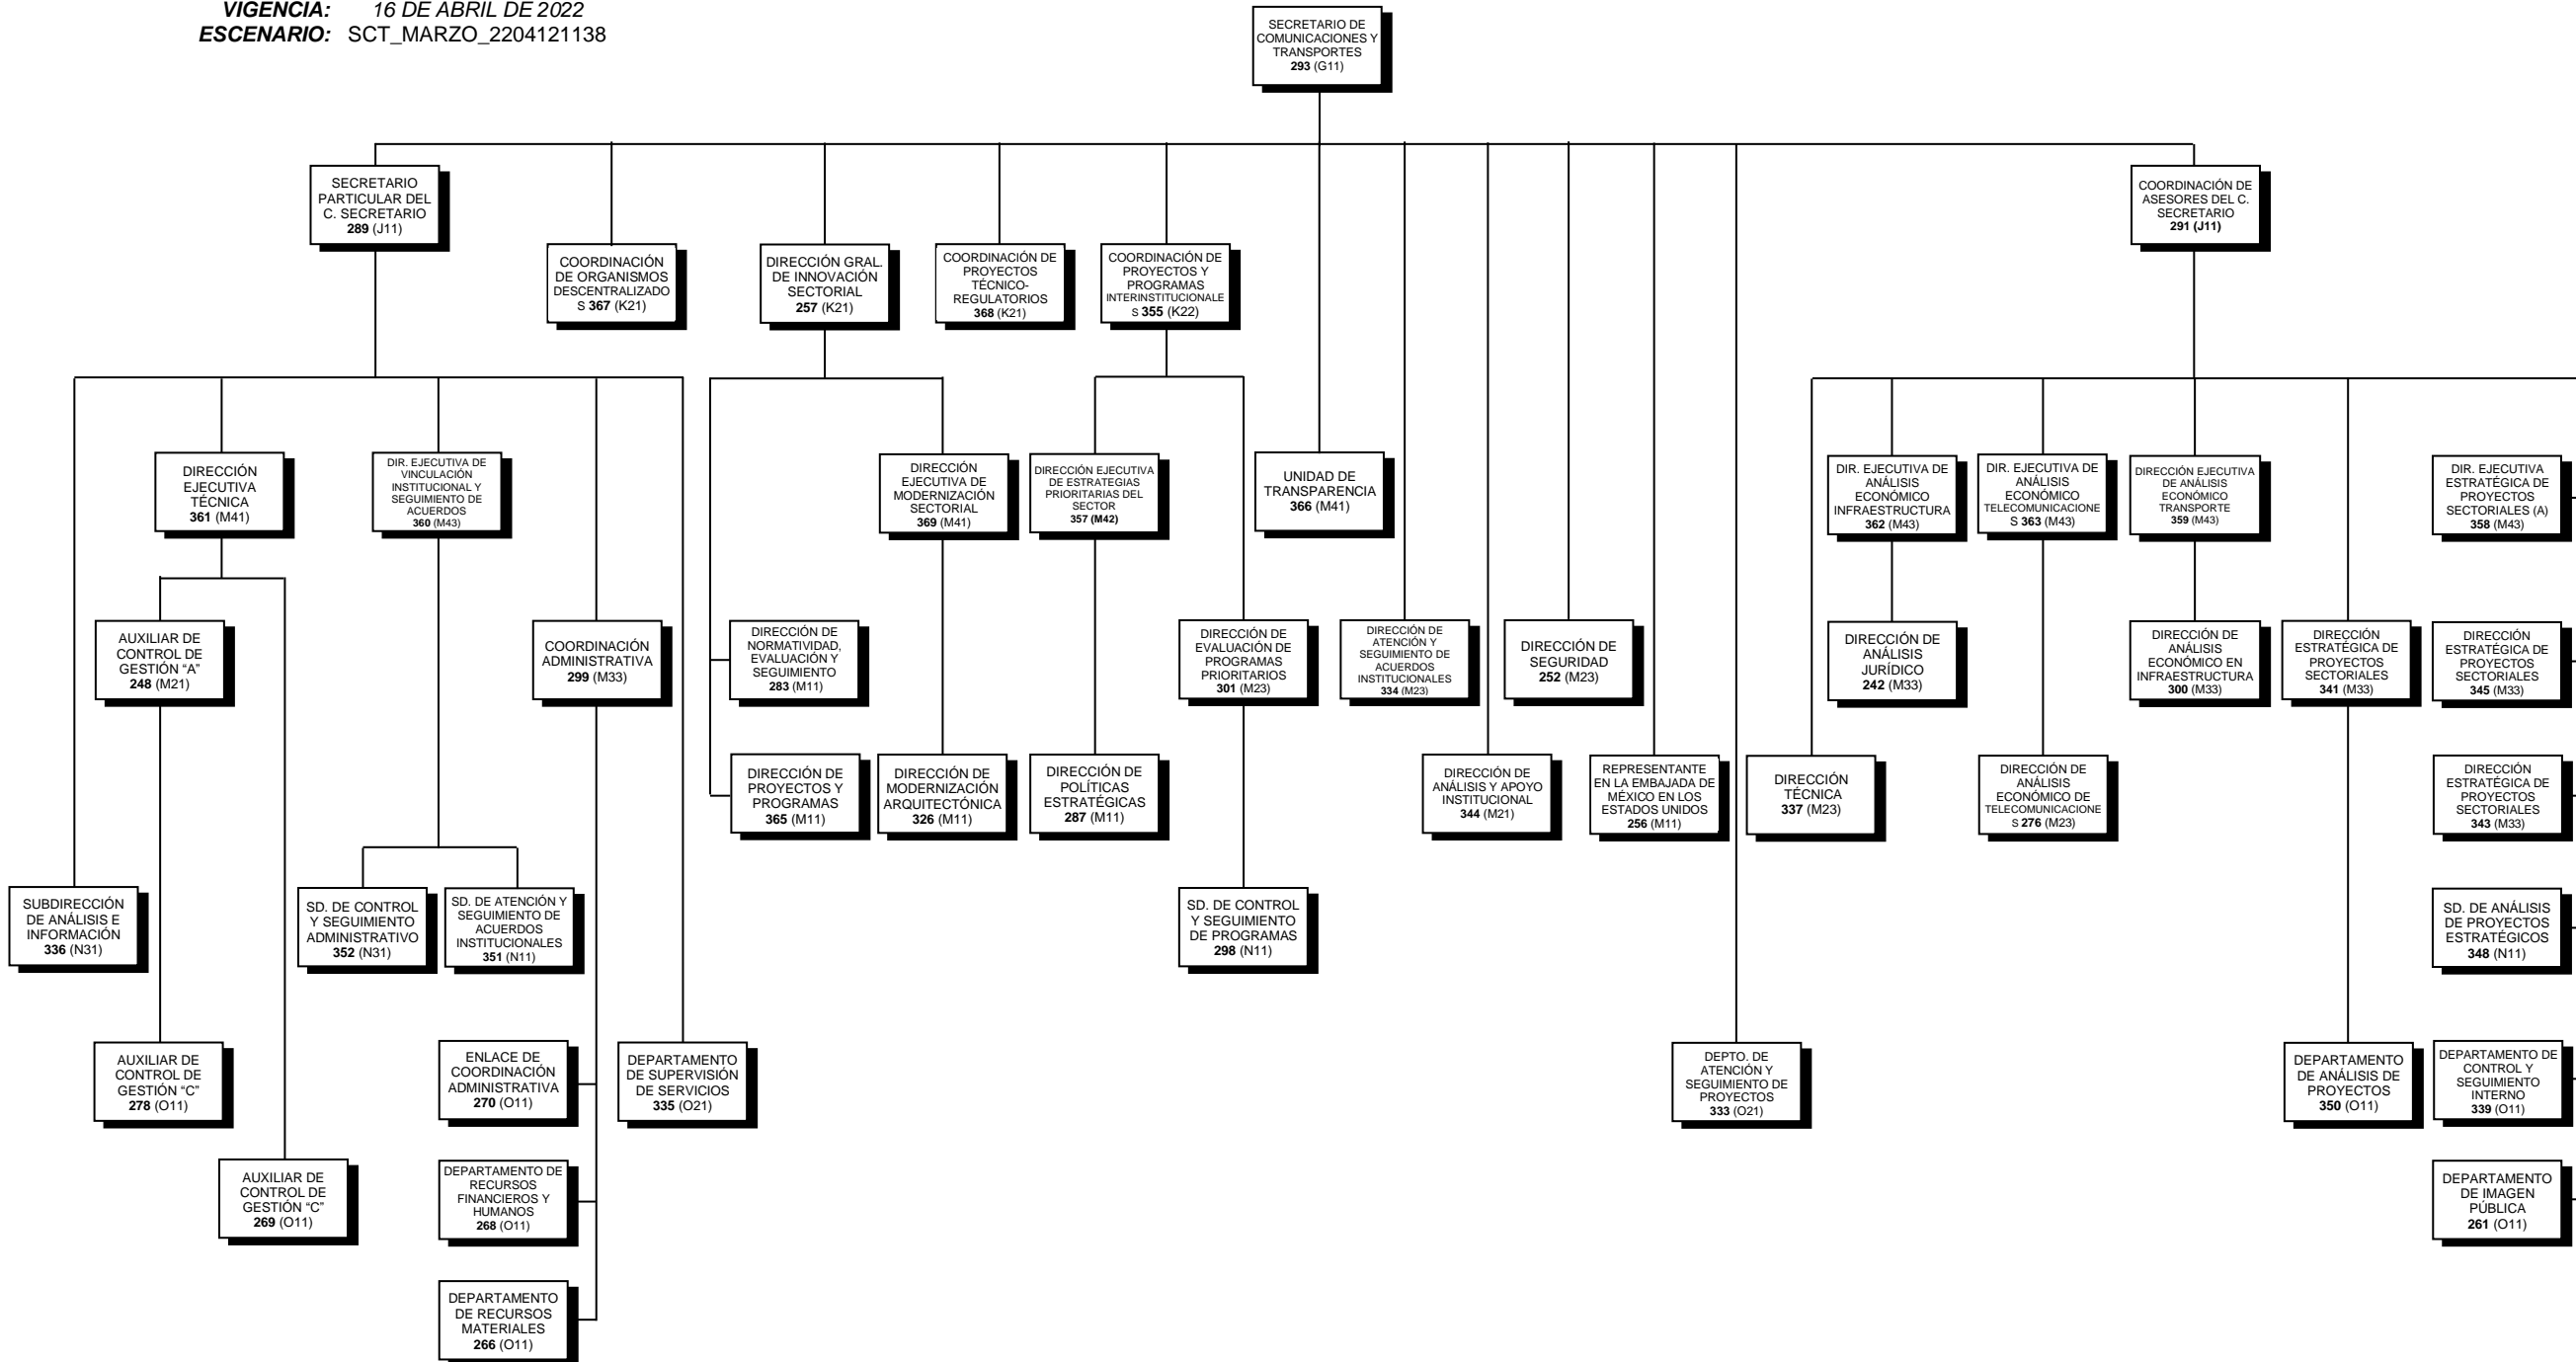 VIGENCIA: 16 DE ABRIL DE 2022
ESCENARIO: SCT_MARZO_2204121138
SECRETARIO DE
COMUNICACIONES Y
TRANSPORTES
293 (G11)
SECRETARIO
PARTICULAR DEL
C. SECRETARIO
289 (J11)
COORDINACIÓN DE
ASESORES DEL C.
SECRETARIO
291 (J11)
COORDINACIÓN
DE ORGANISMOS
DESCENTRALIZADO
S 367 (K21)
DIRECCIÓN GRAL.
DE INNOVACIÓN
SECTORIAL
257 (K21)
COORDINACIÓN DE
PROYECTOS
TÉCNICO-
REGULATORIOS
368 (K21)
COORDINACIÓN DE
PROYECTOS Y
PROGRAMAS
INTERINSTITUCIONALE
S 355 (K22)
DIRECCIÓN
EJECUTIVA
TÉCNICA
361 (M41)
DIR. EJECUTIVA DE
VINCULACIÓN
INSTITUCIONAL Y
SEGUIMIENTO DE
ACUERDOS
360 (M43)
DIRECCIÓN
EJECUTIVA DE
MODERNIZACIÓN
SECTORIAL
369 (M41)
DIRECCIÓN EJECUTIVA
DE ESTRATEGIAS
PRIORITARIAS DEL
SECTOR
357 (M42)
UNIDAD DE
TRANSPARENCIA
366 (M41)
DIR. EJECUTIVA DE
ANÁLISIS
ECONÓMICO
INFRAESTRUCTURA
362 (M43)
DIR. EJECUTIVA DE
ANÁLISIS
ECONÓMICO
TELECOMUNICACIONE
S 363 (M43)
DIRECCIÓN EJECUTIVA
DE ANÁLISIS
ECONÓMICO
TRANSPORTE
359 (M43)
DIR. EJECUTIVA
ESTRATÉGICA DE
PROYECTOS
SECTORIALES (A)
358 (M43)
AUXILIAR DE
CONTROL DE
GESTIÓN “A”
248 (M21)
COORDINACIÓN
ADMINISTRATIVA
299 (M33)
DIRECCIÓN DE
NORMATIVIDAD,
EVALUACIÓN Y
SEGUIMIENTO
283 (M11)
DIRECCIÓN DE
EVALUACIÓN DE
PROGRAMAS
PRIORITARIOS
301 (M23)
DIRECCIÓN DE
ATENCIÓN Y
SEGUIMIENTO DE
ACUERDOS
INSTITUCIONALES
334 (M23)
DIRECCIÓN DE
SEGURIDAD
252 (M23)
DIRECCIÓN DE
ANÁLISIS
JURÍDICO
242 (M33)
DIRECCIÓN DE
ANÁLISIS
ECONÓMICO EN
INFRAESTRUCTURA
300 (M33)
DIRECCIÓN
ESTRATÉGICA DE
PROYECTOS
SECTORIALES
341 (M33)
DIRECCIÓN
ESTRATÉGICA DE
PROYECTOS
SECTORIALES
345 (M33)
DIRECCIÓN DE
PROYECTOS Y
PROGRAMAS
365 (M11)
DIRECCIÓN DE
MODERNIZACIÓN
ARQUITECTÓNICA
326 (M11)
DIRECCIÓN DE
POLÍTICAS
ESTRATÉGICAS
287 (M11)
DIRECCIÓN DE
ANÁLISIS Y APOYO
INSTITUCIONAL
344 (M21)
REPRESENTANTE
EN LA EMBAJADA DE
MÉXICO EN LOS
ESTADOS UNIDOS
256 (M11)
DIRECCIÓN
TÉCNICA
337 (M23)
DIRECCIÓN DE
ANÁLISIS
ECONÓMICO DE
TELECOMUNICACIONE
S 276 (M23)
DIRECCIÓN
ESTRATÉGICA DE
PROYECTOS
SECTORIALES
343 (M33)
SUBDIRECCIÓN
DE ANÁLISIS E
INFORMACIÓN
336 (N31)
SD. DE CONTROL
Y SEGUIMIENTO
ADMINISTRATIVO
352 (N31)
SD. DE ATENCIÓN Y
SEGUIMIENTO DE
ACUERDOS
INSTITUCIONALES
351 (N11)
SD. DE CONTROL
Y SEGUIMIENTO
DE PROGRAMAS
298 (N11)
SD. DE ANÁLISIS
DE PROYECTOS
ESTRATÉGICOS
348 (N11)
AUXILIAR DE
CONTROL DE
GESTIÓN “C”
278 (O11)
ENLACE DE
COORDINACIÓN
ADMINISTRATIVA
270 (O11)
DEPARTAMENTO
DE SUPERVISIÓN
DE SERVICIOS
335 (O21)
DEPTO. DE
ATENCIÓN Y
SEGUIMIENTO DE
PROYECTOS
333 (O21)
DEPARTAMENTO
DE ANÁLISIS DE
PROYECTOS
350 (O11)
DEPARTAMENTO DE
CONTROL Y
SEGUIMIENTO
INTERNO
339 (O11)
AUXILIAR DE
CONTROL DE
GESTIÓN “C”
269 (O11)
DEPARTAMENTO DE
RECURSOS
FINANCIEROS Y
HUMANOS
268 (O11)
DEPARTAMENTO
DE IMAGEN
PÚBLICA
261 (O11)
DEPARTAMENTO
DE RECURSOS
MATERIALES
266 (O11)